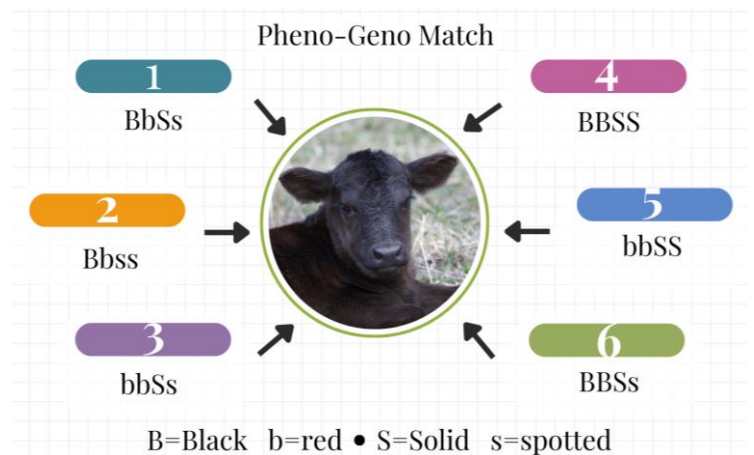 Pheno-Geno Match
1
BbSs
2
Bbss
3
bbSs
4
BBSS
5
bbSS
6
BBSs
B=Black b=red • S=Solid s=spotted